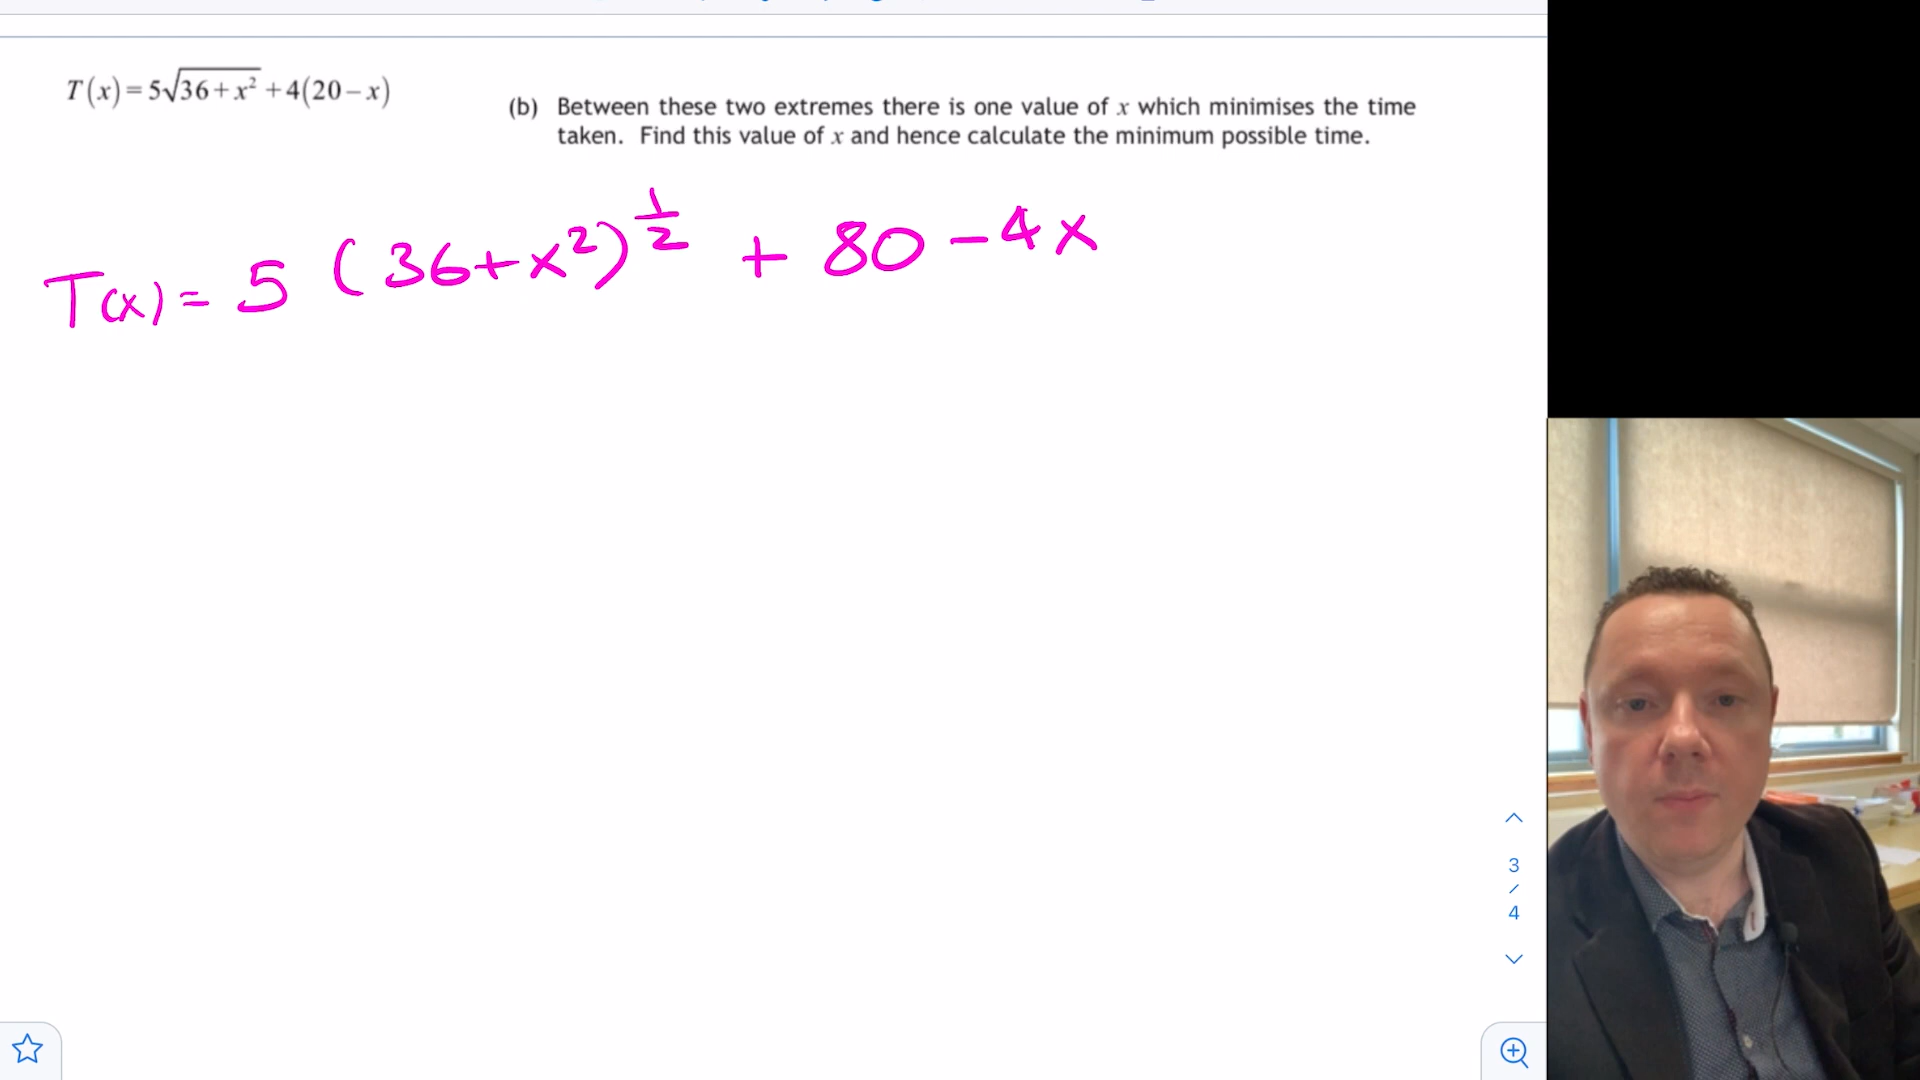 T(x) = 5√36 + x² + 4(20 – x)
(b) Between these two extremes there is one value of x which minimises the time
taken. Find this value of x and hence calculate the minimum possible time.
T(x) = 5 (36+x²)^1/2 + 80 - 4x
3
/
4